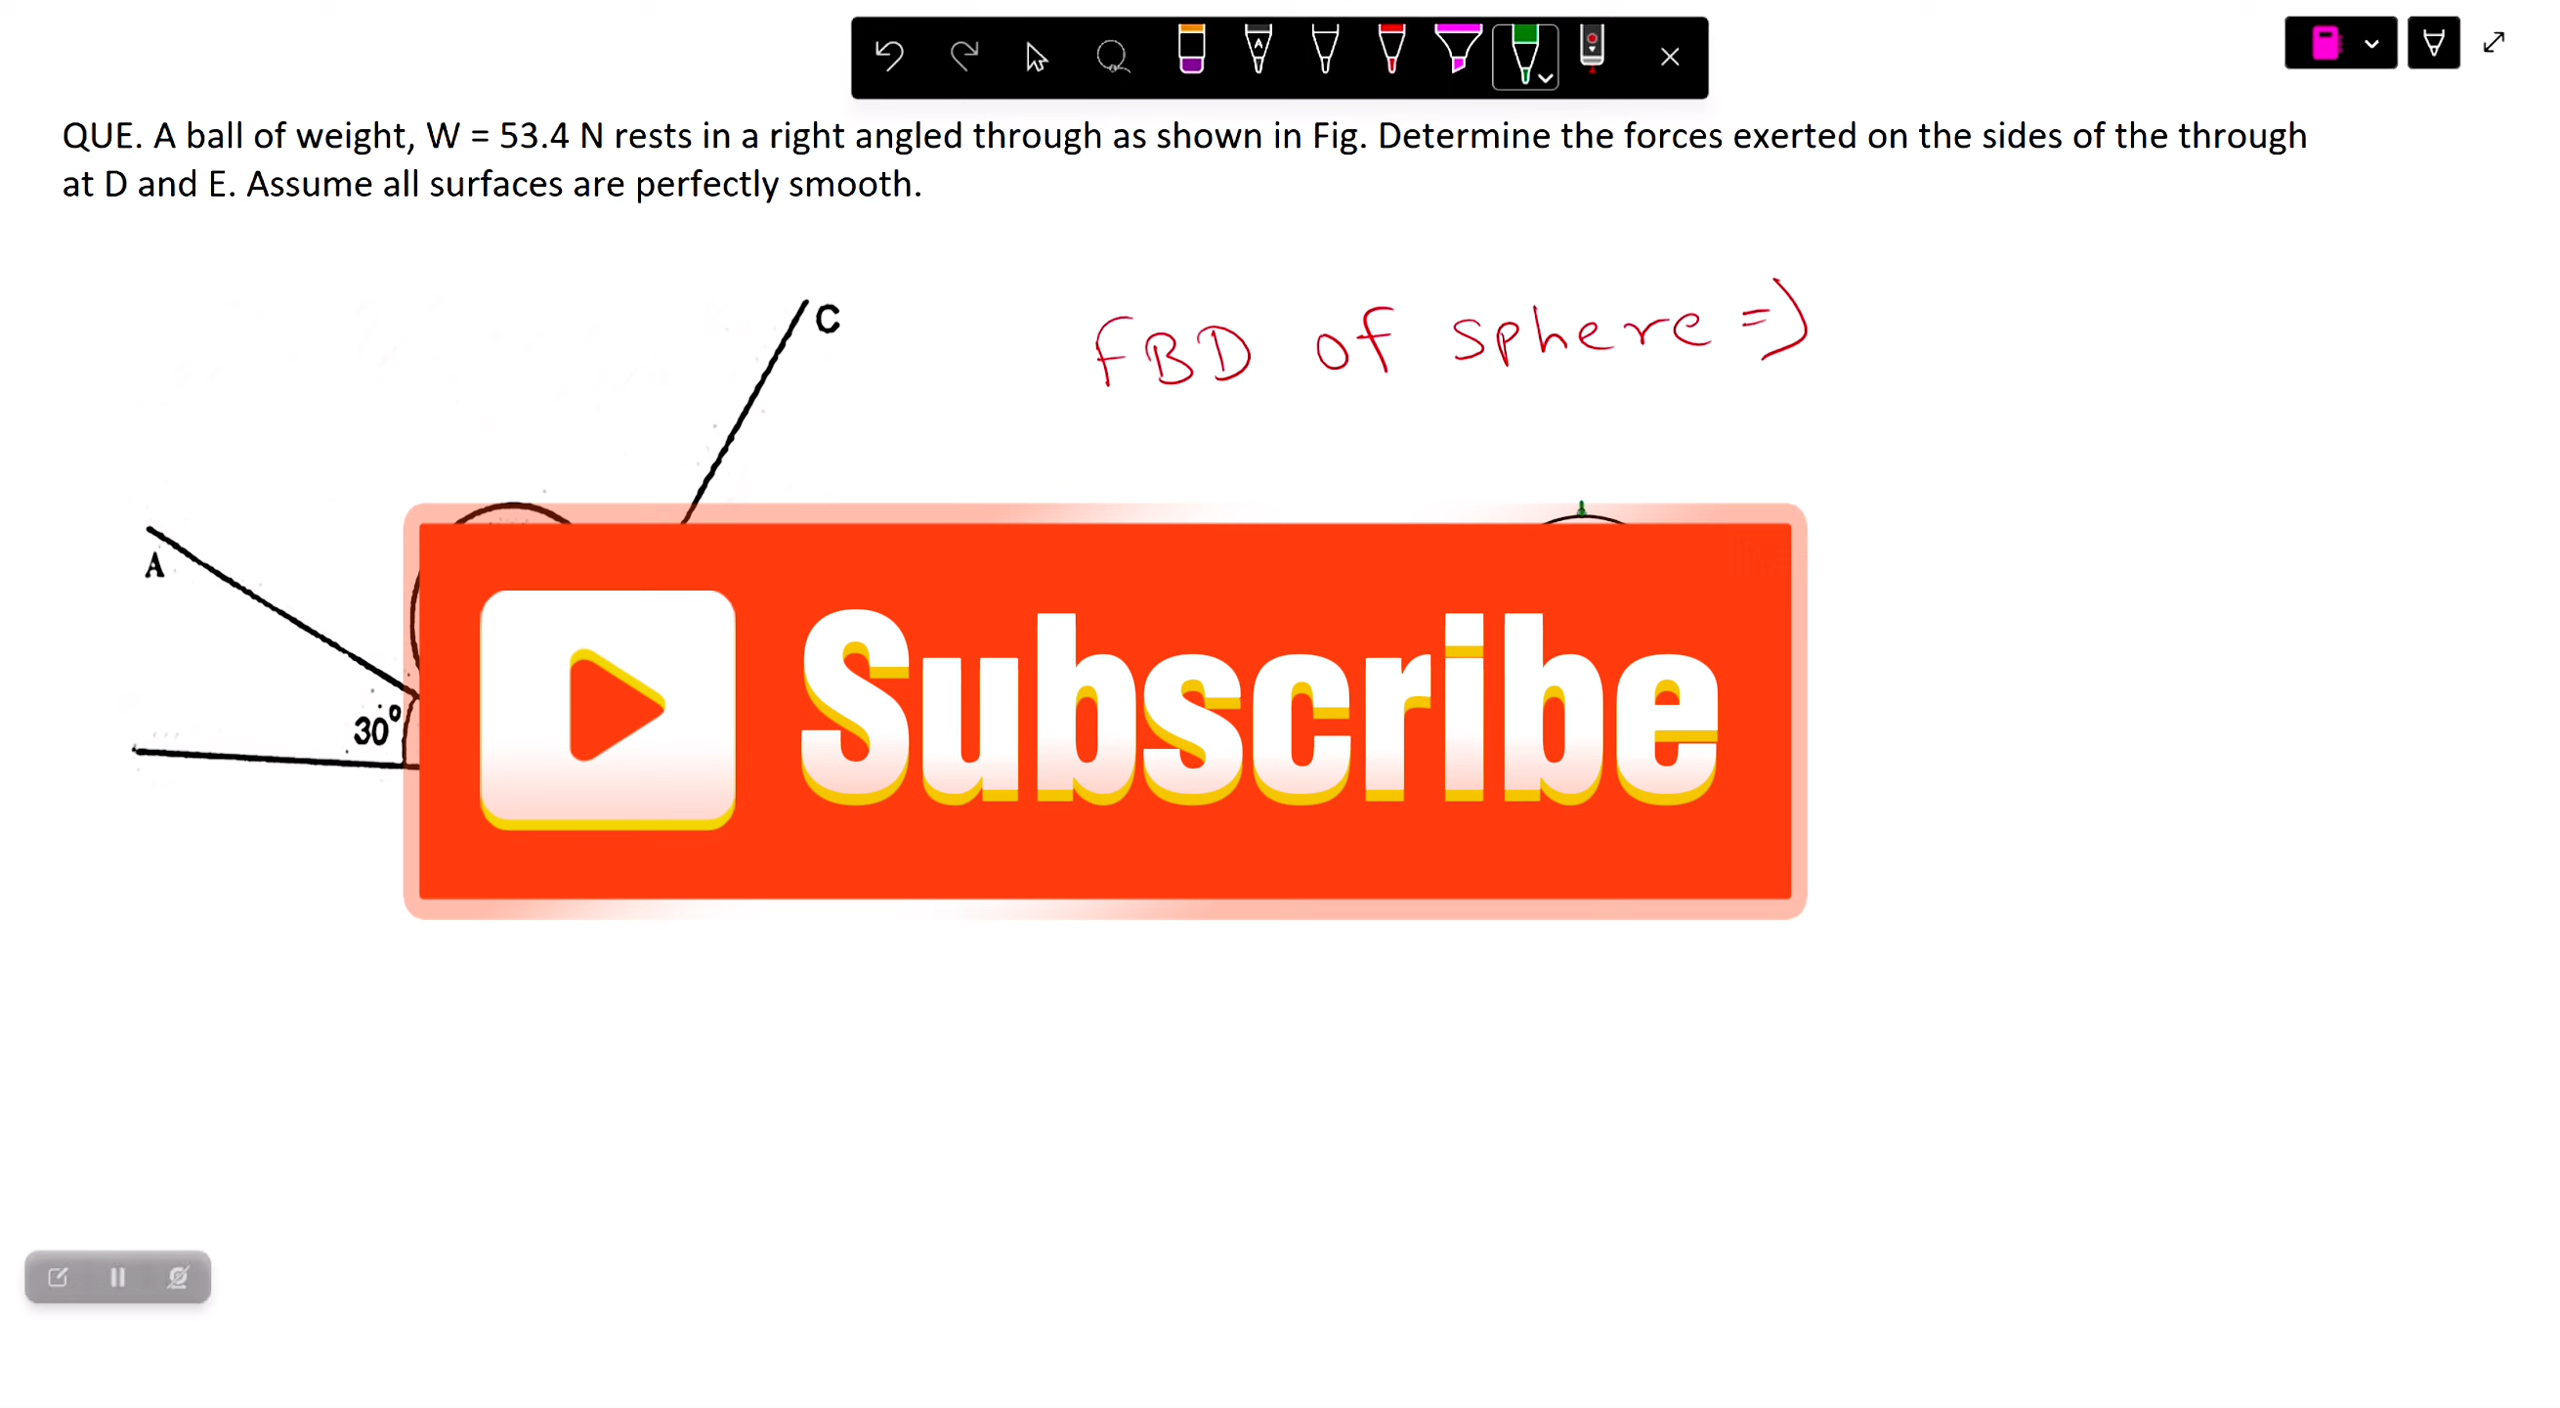 QUE. A ball of weight, W = 53.4 N rests in a right angled through as shown in Fig. Determine the forces exerted on the sides of the through
at D and E. Assume all surfaces are perfectly smooth.
C
FBD of sphere =)
A
30°
Subscribe